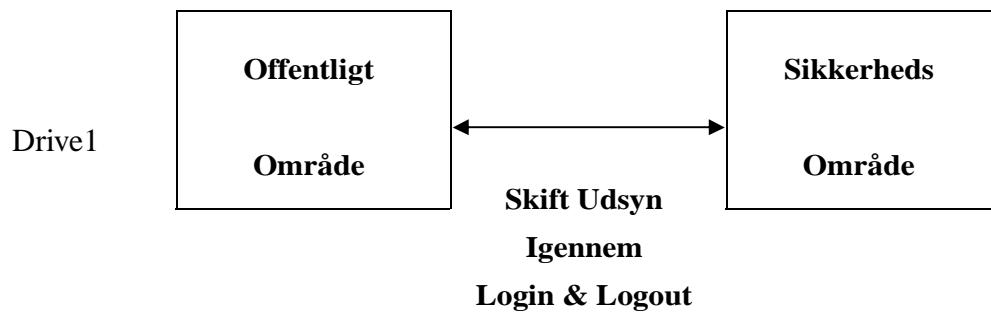 Offentligt
Område
Drive1
Sikkerheds
Område
Skift Udsyn
Igennem
Login & Logout